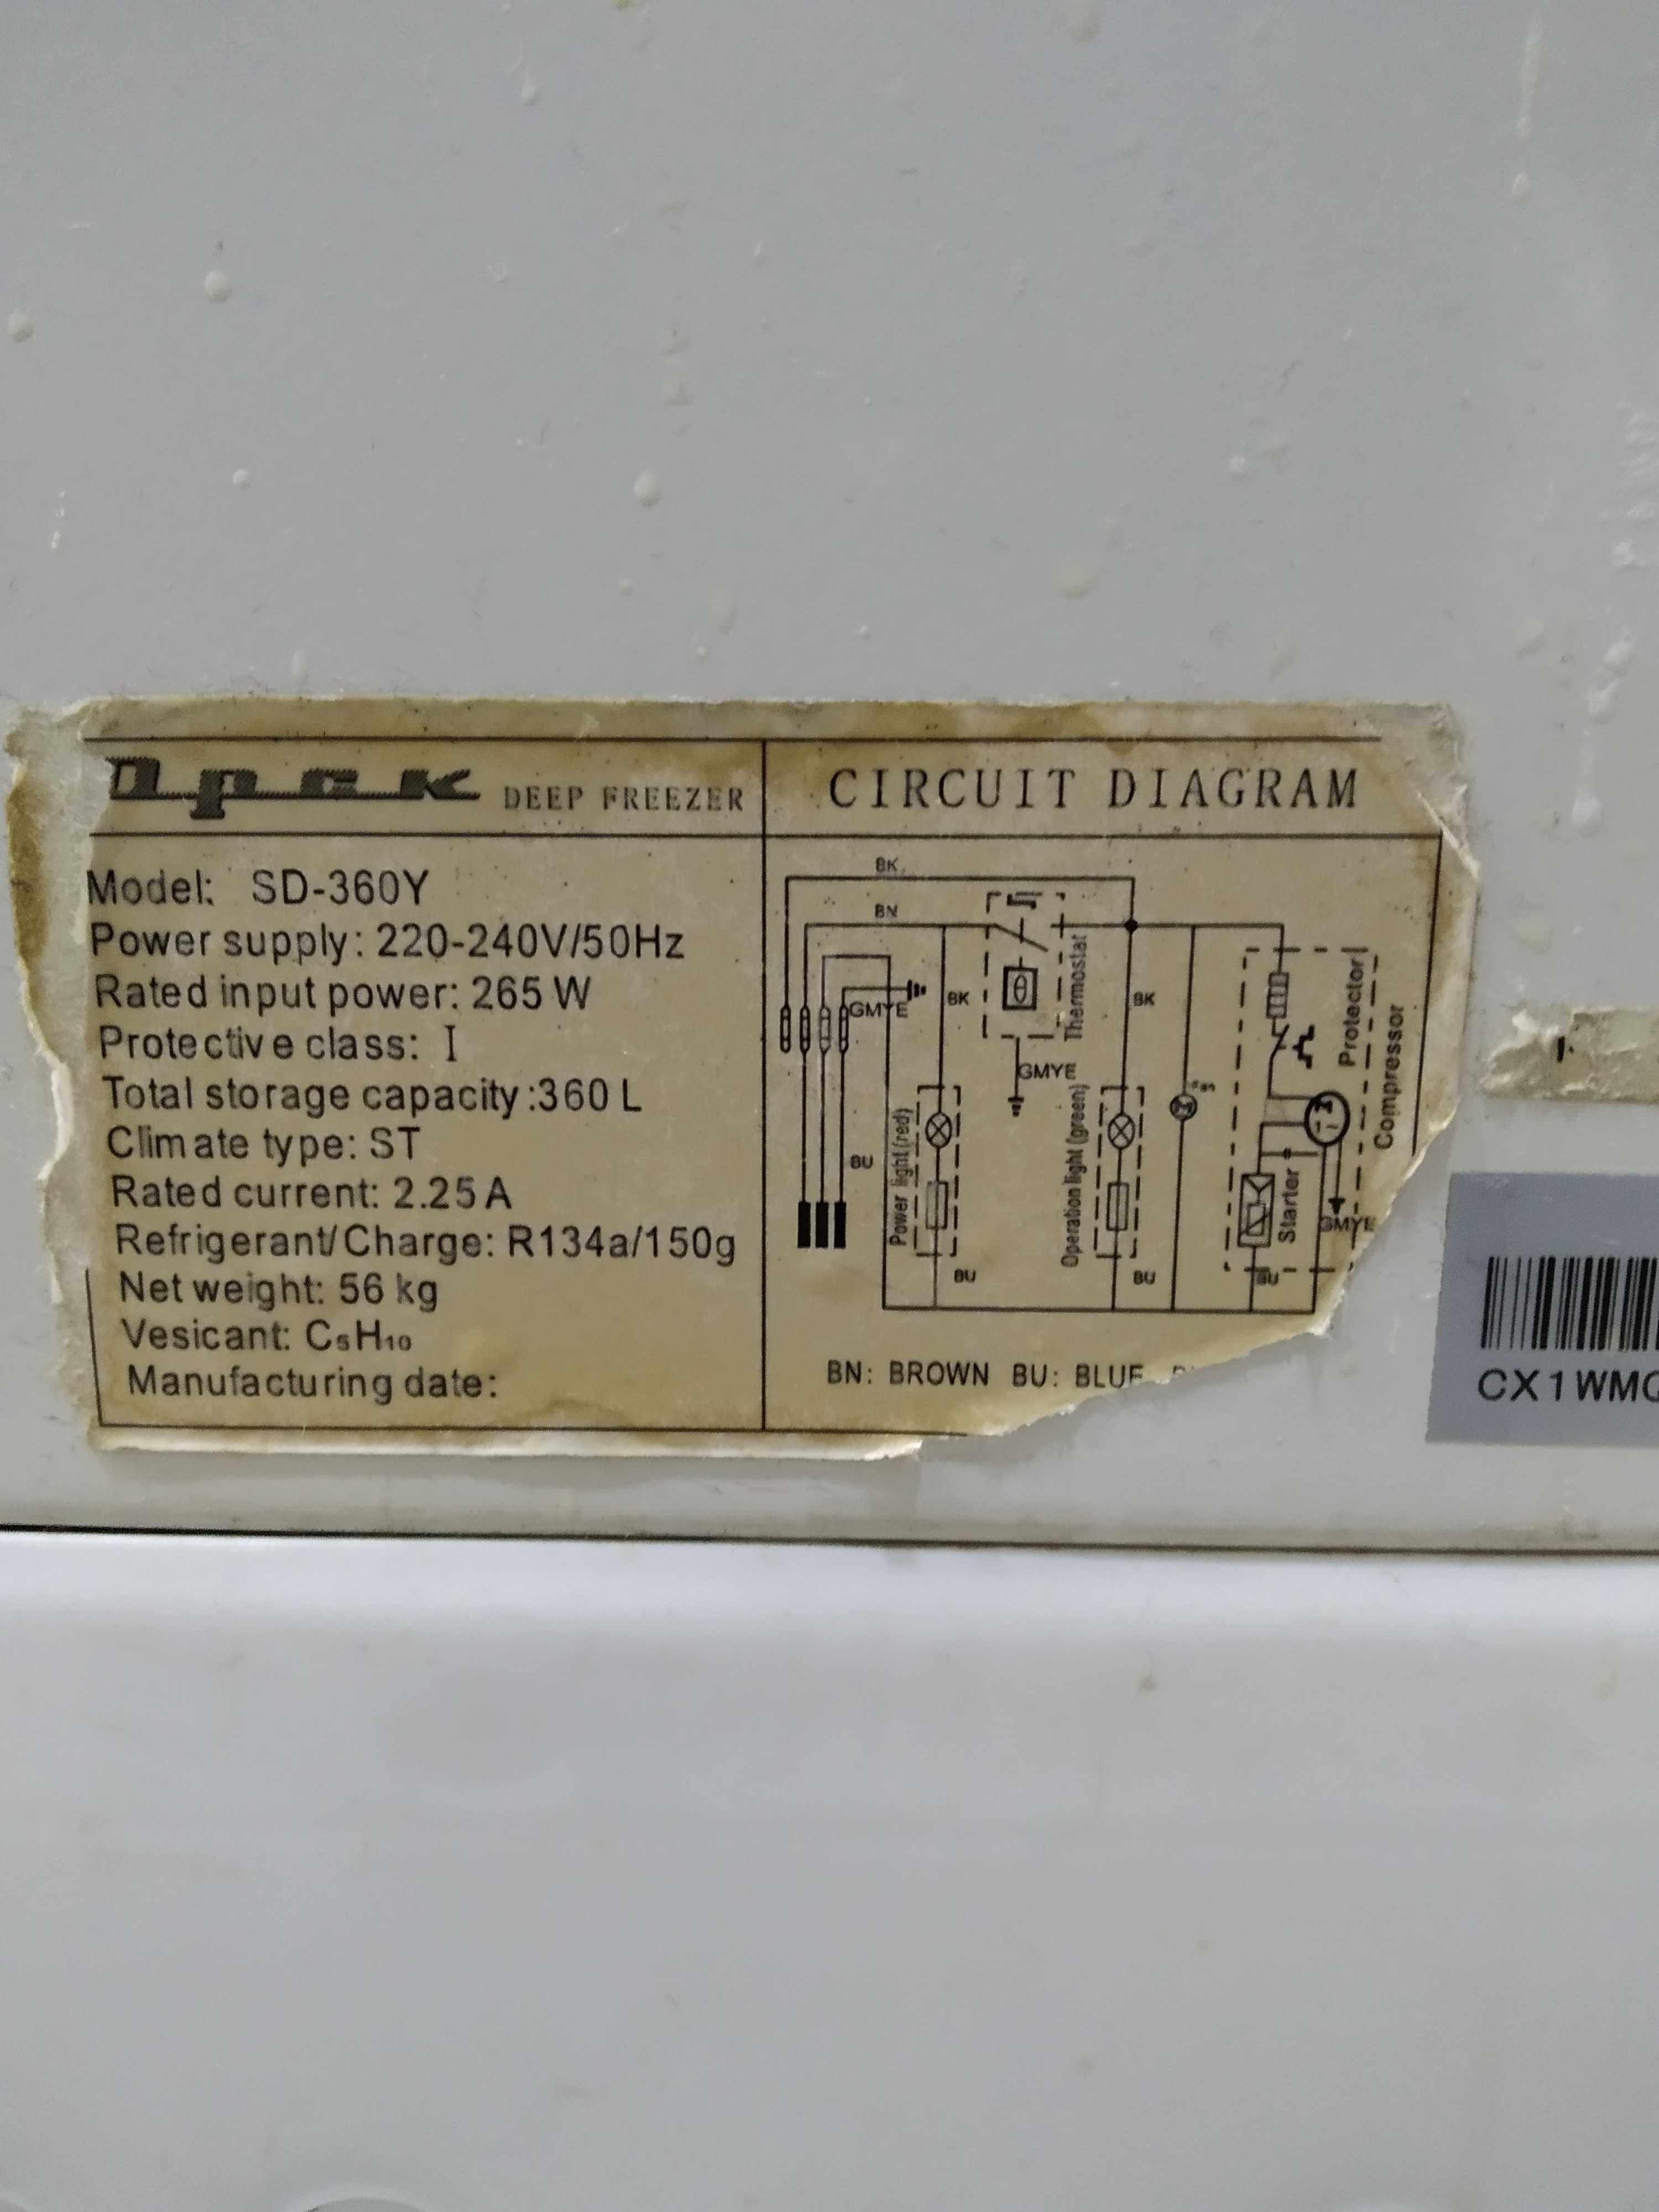 DEEP FREEZER
Model: SD-360Y
Power supply: 220-240V/50Hz
Rated input power: 265 W
Protective class: I
Total storage capacity :360 L
Climate type: ST
Rated current: 2.25 A
Refrigerant/Charge: R134a/150g
Net weight: 56 kg
Vesicant: C₅H₁₀
Manufacturing date:
CIRCUIT DIAGRAM
BK
BN
GMYE
BK
Thermostat
BK
GMYE
BU
Power light(red)
Operation light(green)
Protector
Compressor
Starter
GMYE
BU
BU
BU
BN: BROWN BU: BLUE
CX1WM